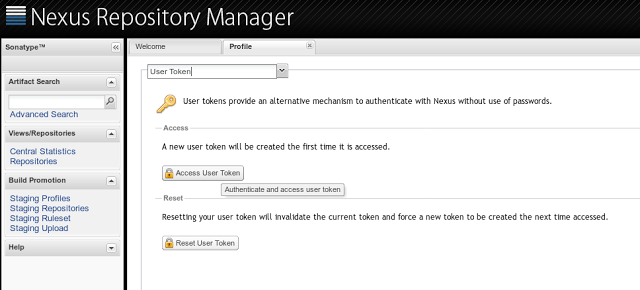 Nexus Repository Manager
Sonatype™
Welcome
Profile
User Token
Artifact Search
Advanced Search
Views/Repositories
Central Statistics
Repositories
Build Promotion
Staging Profiles
Staging Repositories
Staging Ruleset
Staging Upload
Help
User tokens provide an alternative mechanism to authenticate with Nexus without use of passwords.
Access
A new user token will be created the first time it is accessed.
Access User Token
Authenticate and access user token
Reset
Resetting your user token will invalidate the current token and force a new token to be created the next time accessed.
Reset User Token